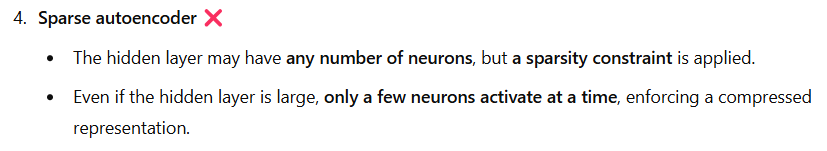 4. Sparse autoencoder ❌
• The hidden layer may have any number of neurons, but a sparsity constraint is applied.
• Even if the hidden layer is large, only a few neurons activate at a time, enforcing a compressed
representation.